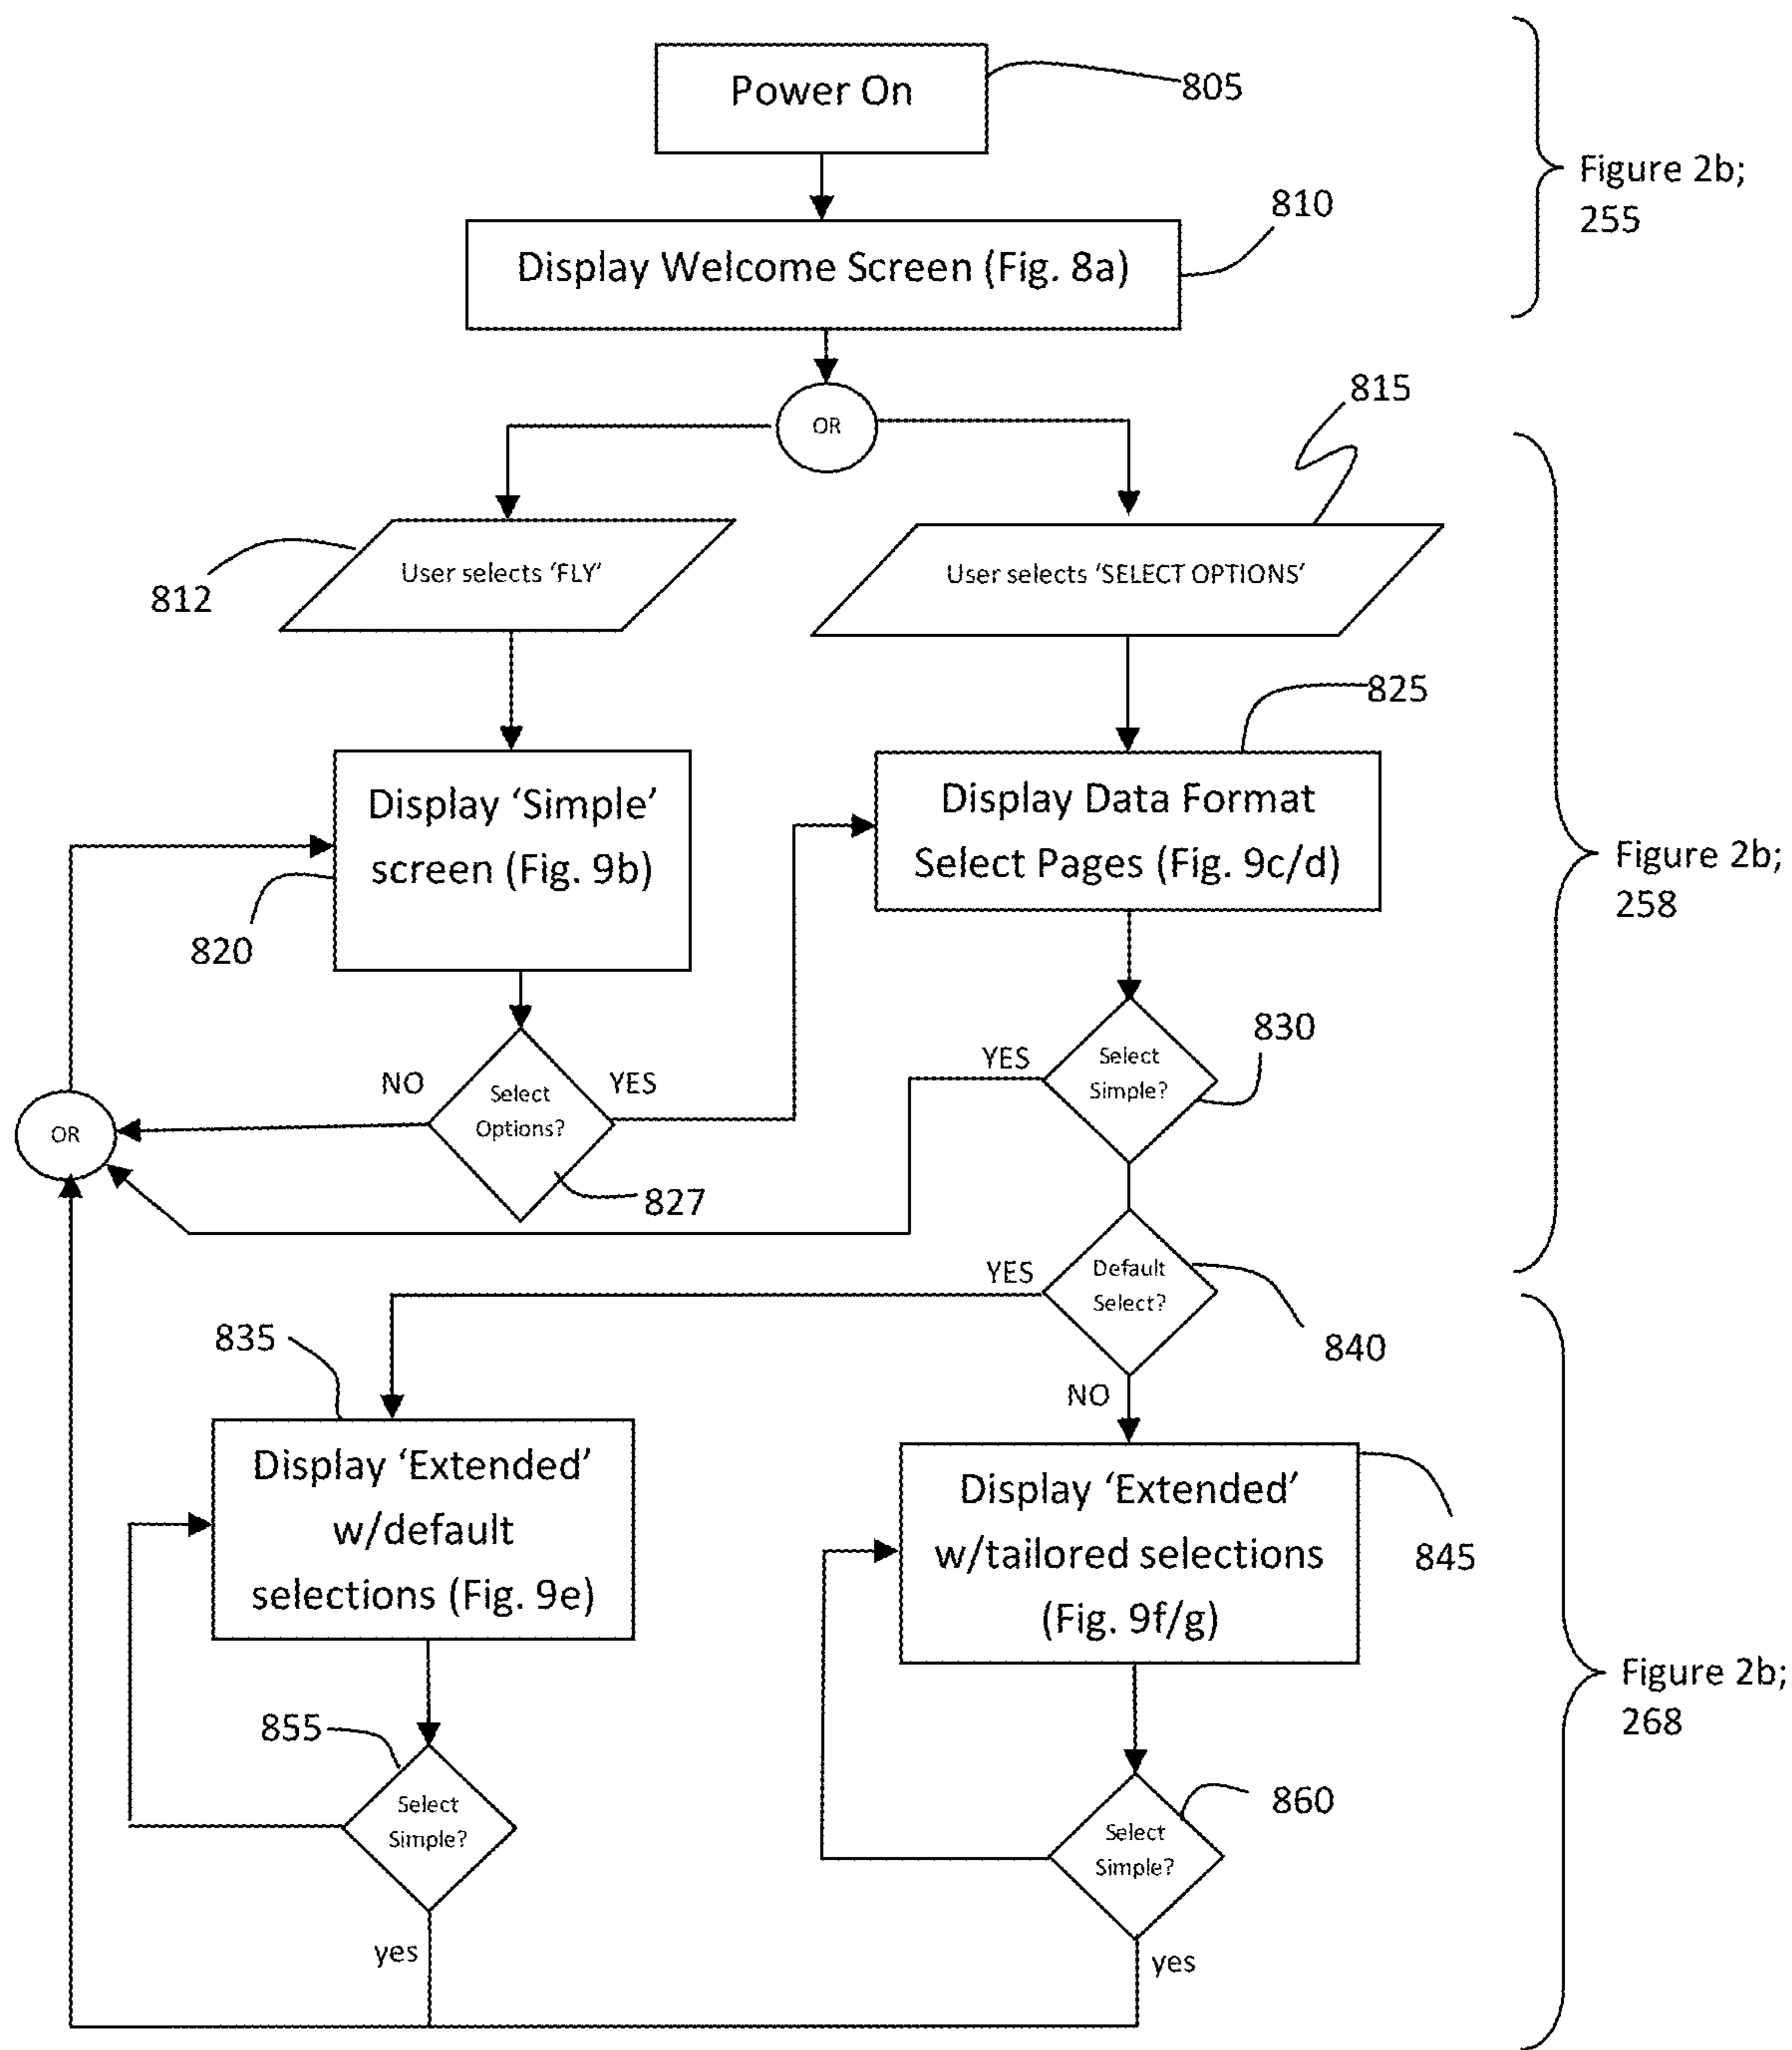 Power On
805
Figure 2b;
255
810
Display Welcome Screen (Fig. 8a)
OR
815
812
User selects ‘FLY’
User selects ‘SELECT OPTIONS’
825
Display ‘Simple’
screen (Fig. 9b)
820
Display Data Format
Select Pages (Fig. 9c/d)
Figure 2b;
258
830
YES
Select
Simple?
NO
YES
Select
Options?
OR
827
YES
Default
Select?
840
835
NO
Display ‘Extended’
w/default
selections (Fig. 9e)
Display ‘Extended’
w/tailored selections
(Fig. 9f/g)
845
Figure 2b;
268
855
Select
Simple?
860
Select
Simple?
yes
yes